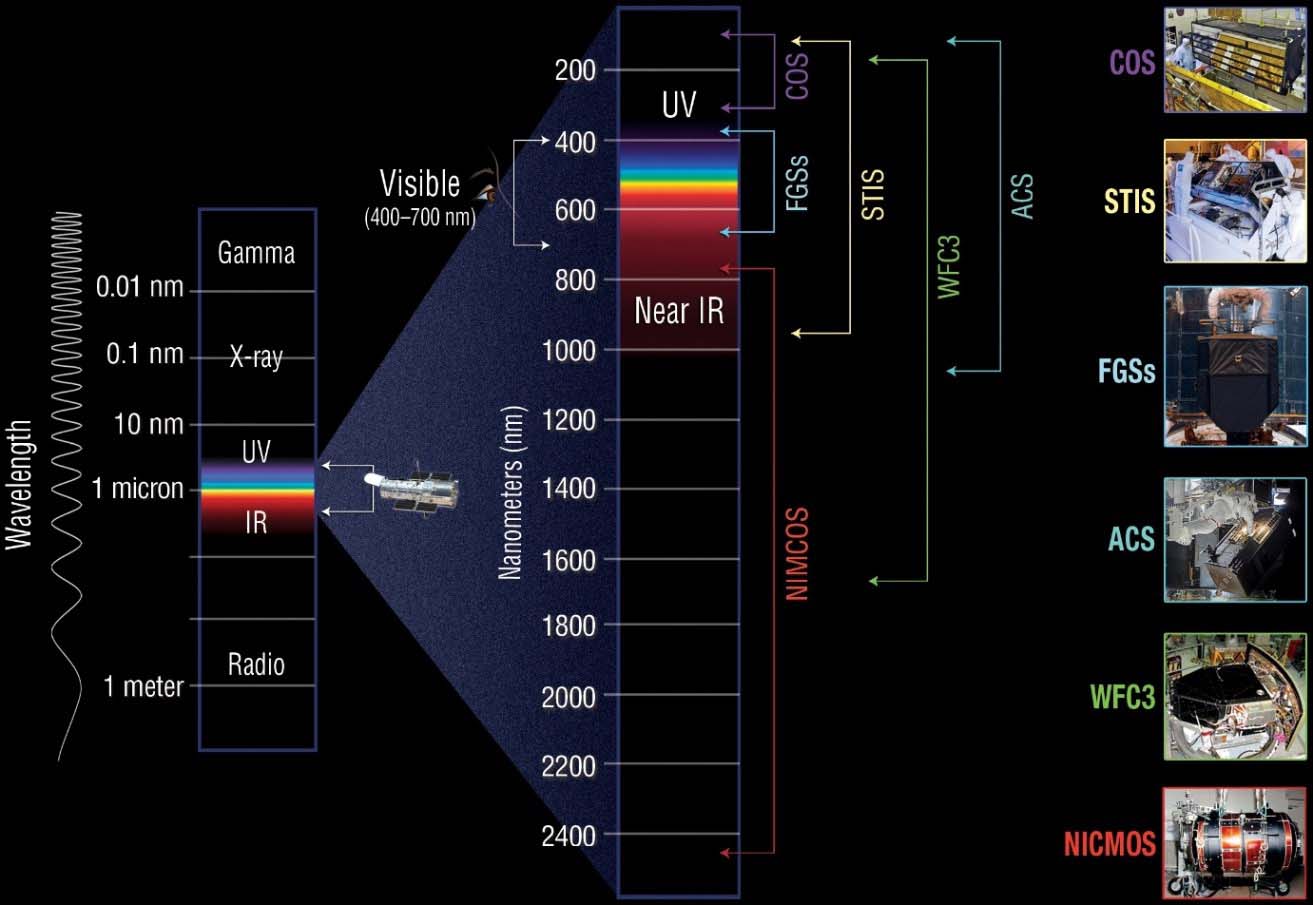 Wavelength
Gamma
0.01 nm
0.1 nm
X-ray
10 nm
UV
1 micron
IR
Radio
1 meter
Visible
(400–700 nm)
Nanometers (nm)
200
UV
400
600
800
Near IR
1000
1200
1400
1600
1800
2000
2200
2400
COS
FGSs
STIS
WFC3
ACS
NIMCOS
COS
STIS
FGSs
ACS
WFC3
NICMOS